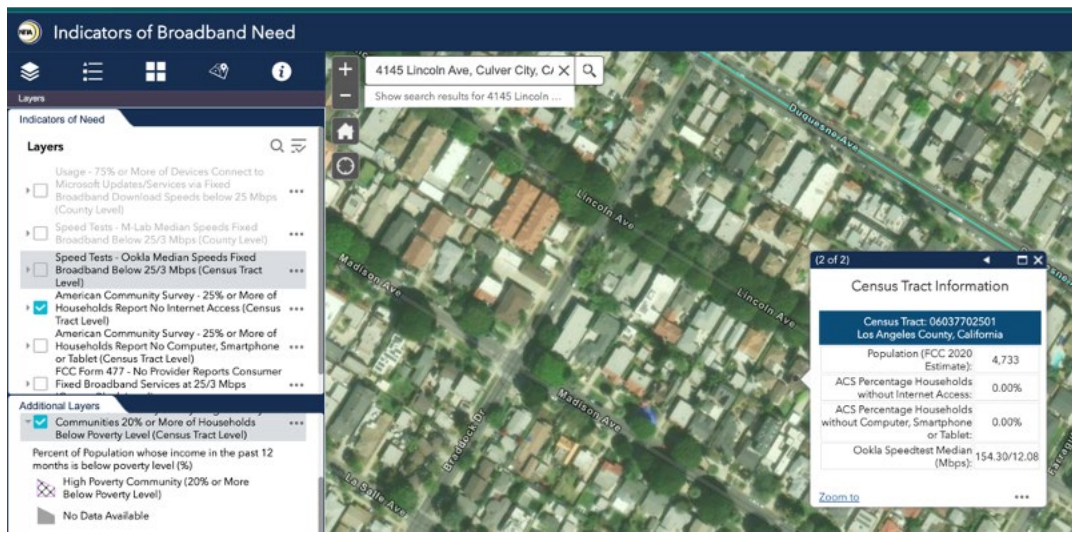 Indicators of Broadband Need
Layers
Indicators of Need
Layers
Usage - 75% or More of Devices Connect to
Microsoft Updates/Services via Fixed
Broadband Download Speeds below 25 Mbps
(County Level)
Speed Tests - M-Lab Median Speeds Fixed
Broadband Below 25/3 Mbps (County Level)
Speed Tests - Ookla Median Speeds Fixed
Broadband Below 25/3 Mbps (Census Tract
Level)
American Community Survey - 25% or More of
Households Report No Internet Access (Census
Tract Level)
American Community Survey - 25% or More of
Households Report No Computer, Smartphone
or Tablet (Census Tract Level)
FCC Form 477 - No Provider Reports Consumer
Fixed Broadband Services at 25/3 Mbps
Additional Layers
Communities 20% or More of Households
Below Poverty Level (Census Tract Level)
Percent of Population whose income in the past 12
months is below poverty level (%)
High Poverty Community (20% or More
Below Poverty Level)
No Data Available
4145 Lincoln Ave, Culver City, C
Show search results for 4145 Lincoln ...
Duquesne Ave
Lincoln Ave
Madison Ave
Lincoln Ave
Madison Ave
Braddock Dr
La Salle Ave
(2 of 2)
Census Tract Information
Census Tract: 06037702501
Los Angeles County, California
Population (FCC 2020
Estimate): 4,733
ACS Percentage Households
without Internet Access: 0.00%
ACS Percentage Households
without Computer, Smartphone
or Tablet: 0.00%
Ookla Speedtest Median
(Mbps): 154.30/12.08
Zoom to